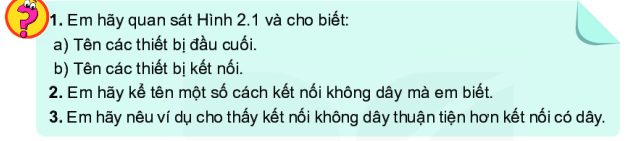 1. Em hãy quan sát Hình 2.1 và cho biết:
a) Tên các thiết bị đầu cuối.
b) Tên các thiết bị kết nối.
2. Em hãy kể tên một số cách kết nối không dây mà em biết.
3. Em hãy nêu ví dụ cho thấy kết nối không dây thuận tiện hơn kết nối có dây.